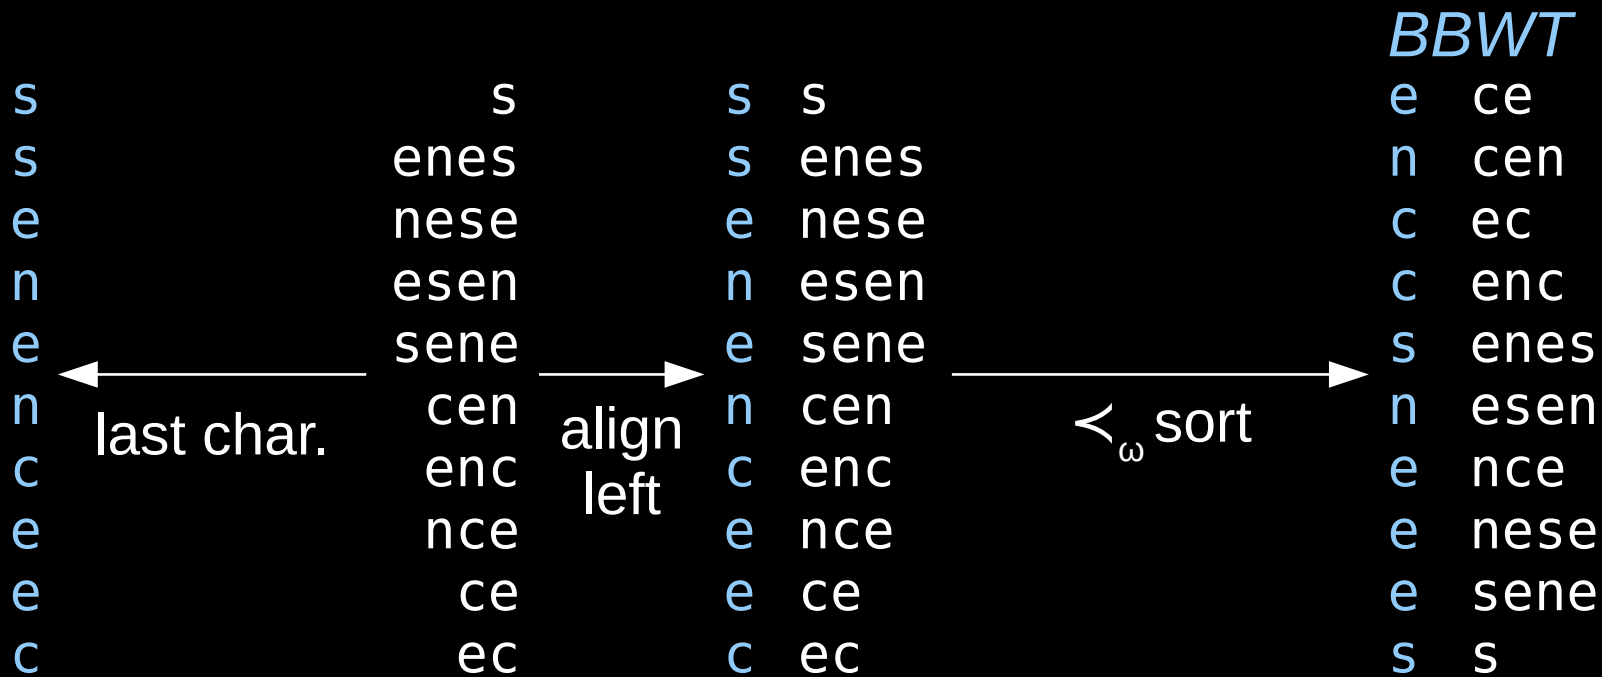 BBWT
s s s s e ce
s enes s enes n cen
e nese e nese c ec
n esen n esen c enc
e sene e sene s enes
n cen n cen n esen
last char. align left ≺ω sort
c enc c enc e nce
e nce e nce e nese
e ce e ce e sene
c ec c ec s s